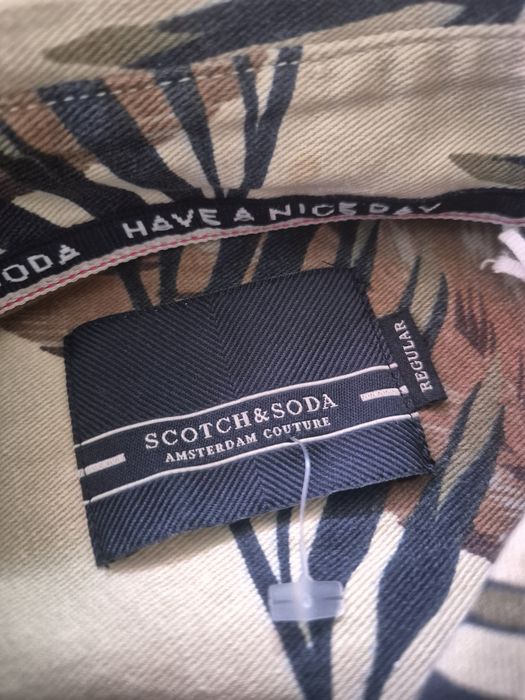 SODA HAVE A NICE DAY
SCOTCH & SODA
AMSTERDAM COUTURE
REGULAR